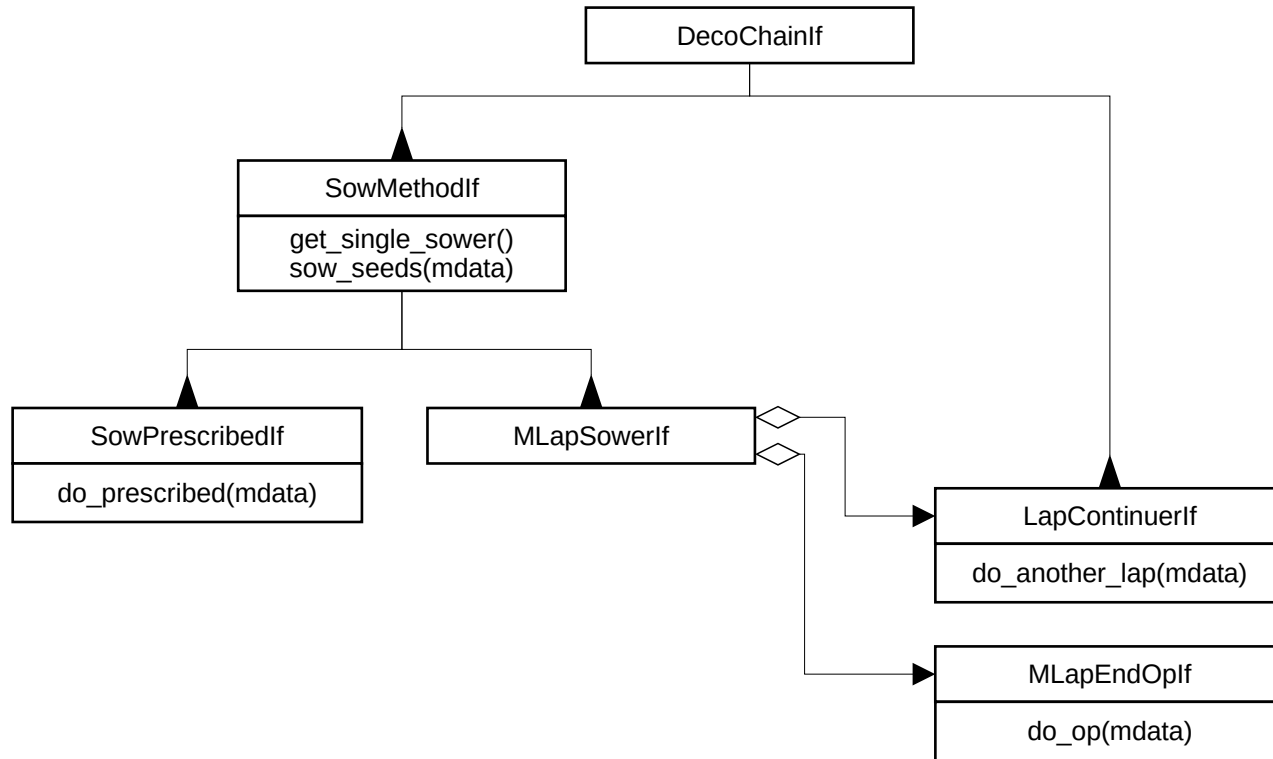 DecoChainIf
SowMethodIf
get_single_sower()
sow_seeds(mdata)
SowPrescribedIf
do_prescribed(mdata)
MLapSowerIf
LapContinuerIf
do_another_lap(mdata)
MLapEndOpIf
do_op(mdata)